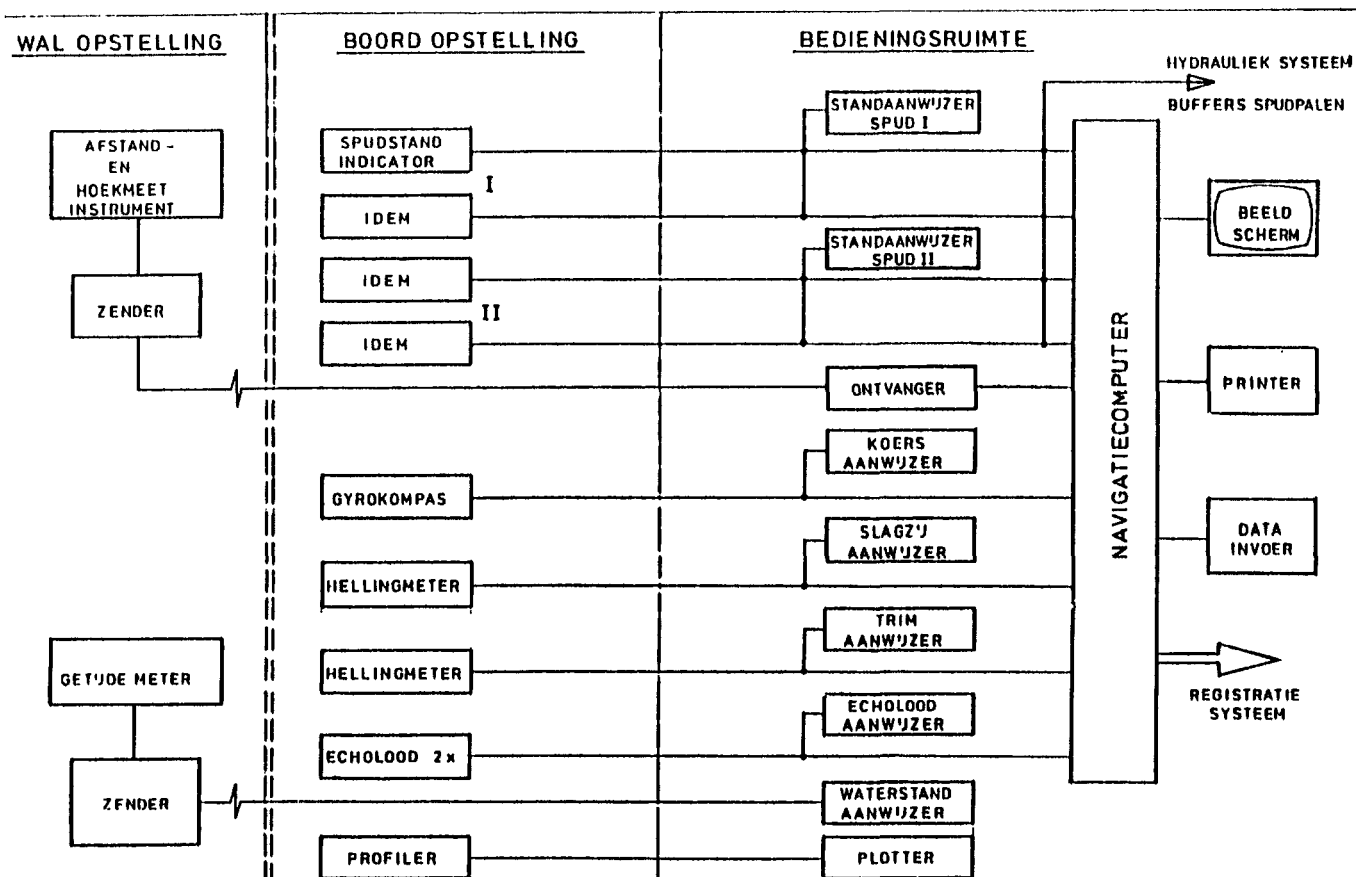 WAL OPSTELLING
BOORD OPSTELLING
BEDIENINGSRUIMTE
HYDRAULIEK SYSTEEM
BUFFERS SPUDPALEN
AFSTAND-
EN
HOEKMEET
INSTRUMENT
ZENDER
SPUDSTAND
INDICATOR
I
IDEM
IDEM
II
IDEM
STANDAANWIJZER
SPUD I
STANDAANWIJZER
SPUD II
ONTVANGER
GYROKOMPAS
KOERS
AANWIJZER
HELLINGMETER
SLAGZIJ
AANWIJZER
HELLINGMETER
TRIM
AANWIJZER
ECHOLOOD 2x
ECHOLOOD
AANWIJZER
GETIJDE METER
ZENDER
WATERSTAND
AANWIJZER
PROFILER
PLOTTER
NAVIGATIECOMPUTER
BEELD
SCHERM
PRINTER
DATA
INVOER
REGISTRATIE
SYSTEEM